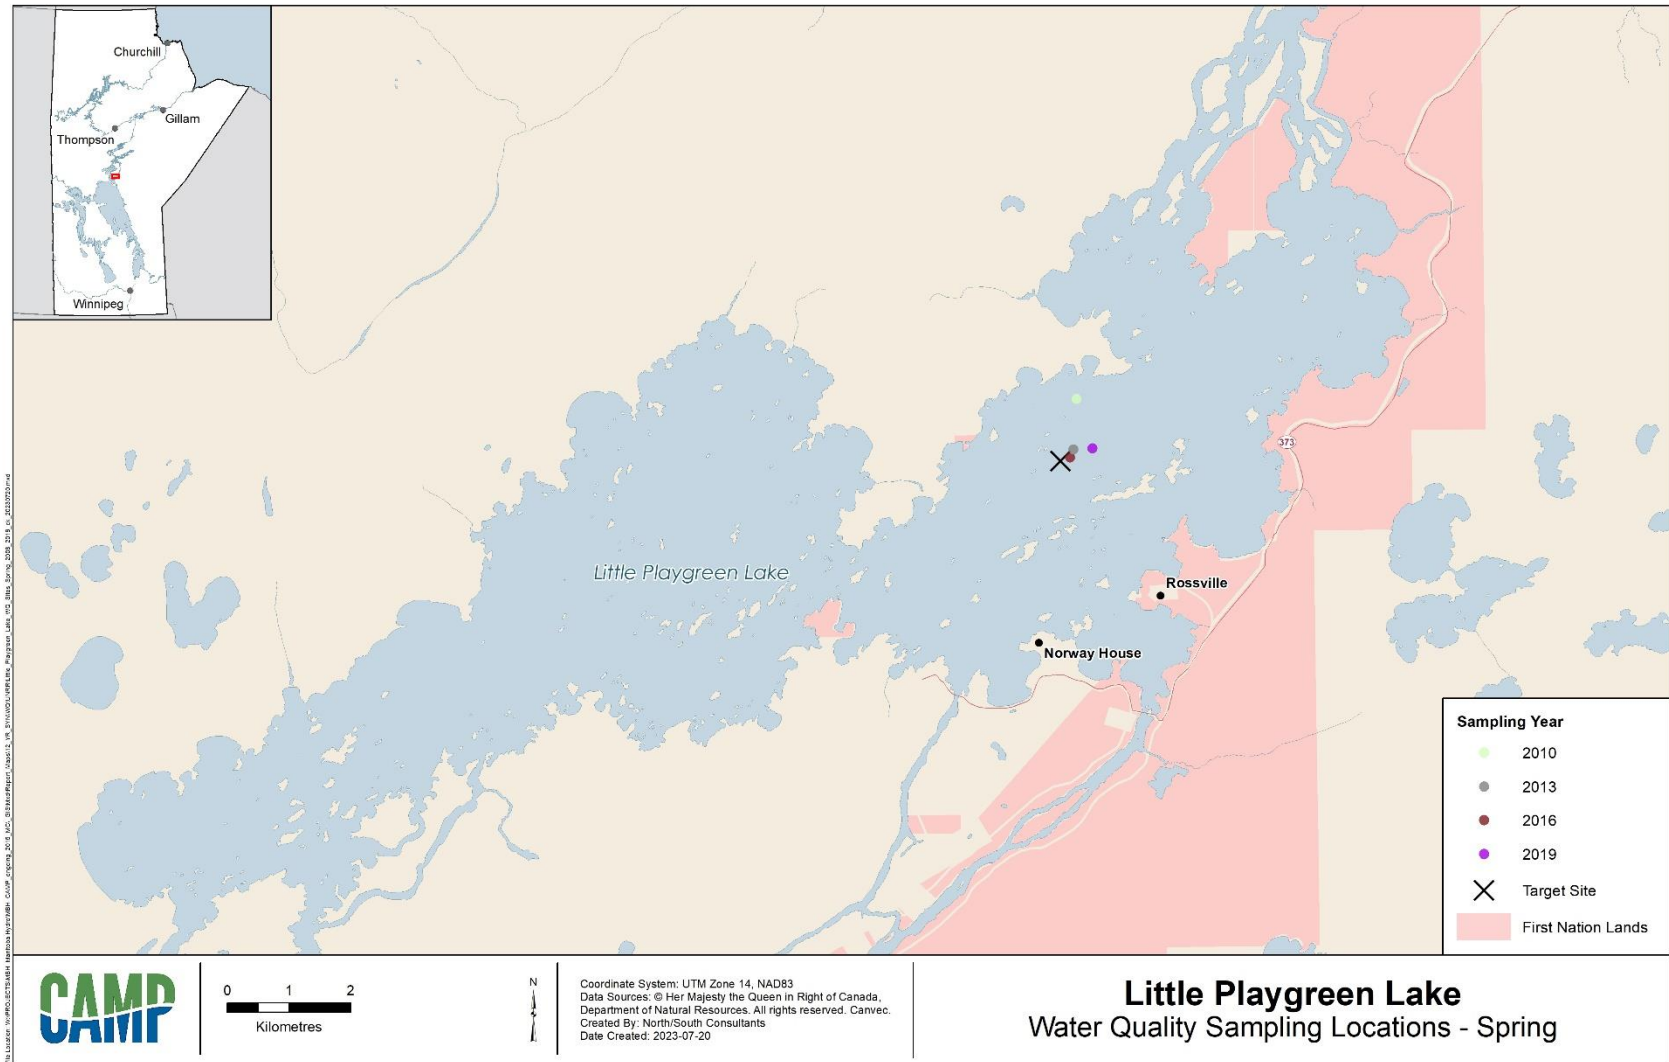 Churchill
Gillam
Thompson
Winnipeg
373
Little Playgreen Lake
Rossville
Norway House
Sampling Year
2010
2013
2016
2019
Target Site
First Nation Lands
CAMP
0 1 2
Kilometres
N
Coordinate System: UTM Zone 14, NAD83
Data Sources: © Her Majesty the Queen in Right of Canada,
Department of Natural Resources. All rights reserved. Canvec.
Created By: North/South Consultants
Date Created: 2023-07-20
Little Playgreen Lake
Water Quality Sampling Locations - Spring